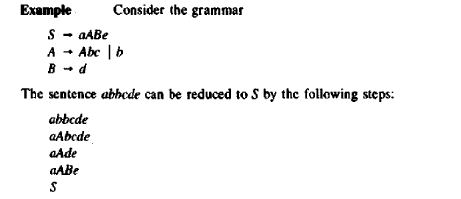 Example Consider the grammar
S → aABe
A → Abc | b
B → d
The sentence abbcde can be reduced to S by the following steps:
abbcde
aAbcde
aAde
aABe
S